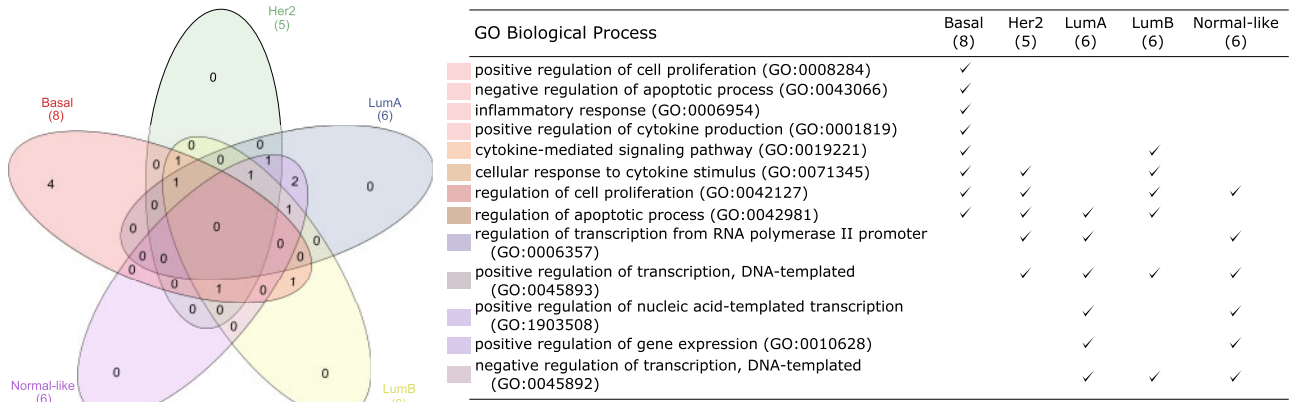 Her2
(5)
Basal
(8)
LumA
(6)
0
0
0
0
1
0
1
1
1
2
4
0
0
1
0
0
0
0
0
0
0
0
0
0
1
0
1
0
0
0
0
0
Normal-like
(6)
LumB
GO Biological Process
Basal Her2 LumA LumB Normal-like
(8) (5) (6) (6) (6)
positive regulation of cell proliferation (GO:0008284) ✓
negative regulation of apoptotic process (GO:0043066) ✓
inflammatory response (GO:0006954) ✓
positive regulation of cytokine production (GO:0001819) ✓
cytokine-mediated signaling pathway (GO:0019221) ✓ ✓
cellular response to cytokine stimulus (GO:0071345) ✓ ✓ ✓
regulation of cell proliferation (GO:0042127) ✓ ✓ ✓ ✓
regulation of apoptotic process (GO:0042981) ✓ ✓ ✓ ✓
regulation of transcription from RNA polymerase II promoter
(GO:0006357) ✓ ✓ ✓
positive regulation of transcription, DNA-templated
(GO:0045893) ✓ ✓ ✓ ✓
positive regulation of nucleic acid-templated transcription
(GO:1903508) ✓ ✓
positive regulation of gene expression (GO:0010628) ✓ ✓
negative regulation of transcription, DNA-templated
(GO:0045892) ✓ ✓ ✓